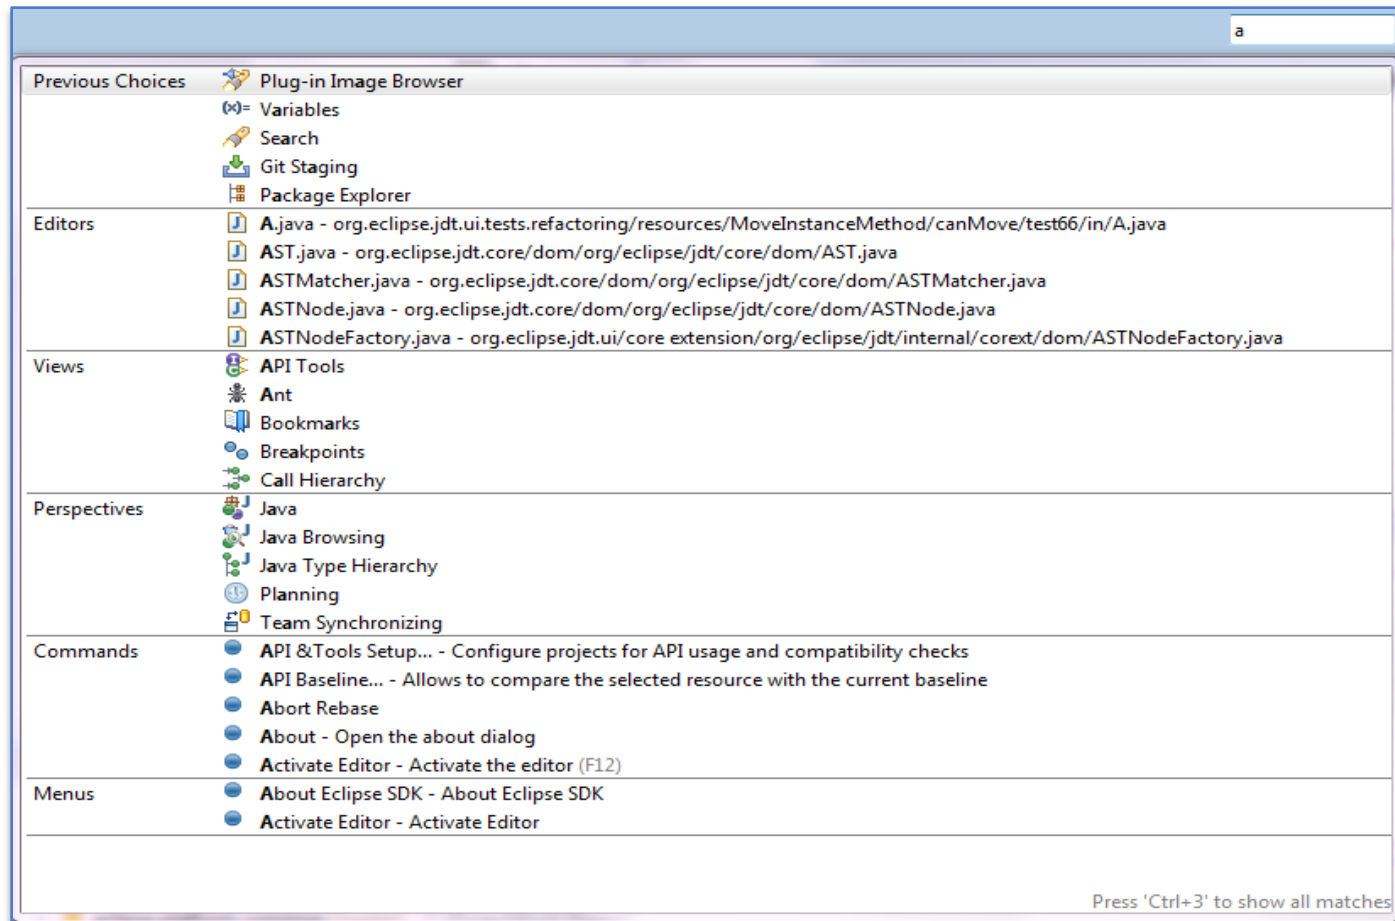 a
Previous Choices Plug-in Image Browser
(x)= Variables
Search
Git Staging
Package Explorer
Editors A.java - org.eclipse.jdt.ui.tests.refactoring/resources/MoveInstanceMethod/canMove/test66/in/A.java
AST.java - org.eclipse.jdt.core/dom/org/eclipse/jdt/core/dom/AST.java
ASTMatcher.java - org.eclipse.jdt.core/dom/org/eclipse/jdt/core/dom/ASTMatcher.java
ASTNode.java - org.eclipse.jdt.core/dom/org/eclipse/jdt/core/dom/ASTNode.java
ASTNodeFactory.java - org.eclipse.jdt.ui/core extension/org/eclipse/jdt/internal/corext/dom/ASTNodeFactory.java
Views API Tools
Ant
Bookmarks
Breakpoints
Call Hierarchy
Perspectives Java
Java Browsing
Java Type Hierarchy
Planning
Team Synchronizing
Commands API &Tools Setup... - Configure projects for API usage and compatibility checks
API Baseline... - Allows to compare the selected resource with the current baseline
Abort Rebase
About - Open the about dialog
Activate Editor - Activate the editor (F12)
Menus About Eclipse SDK - About Eclipse SDK
Activate Editor - Activate Editor
Press 'Ctrl+3' to show all matches